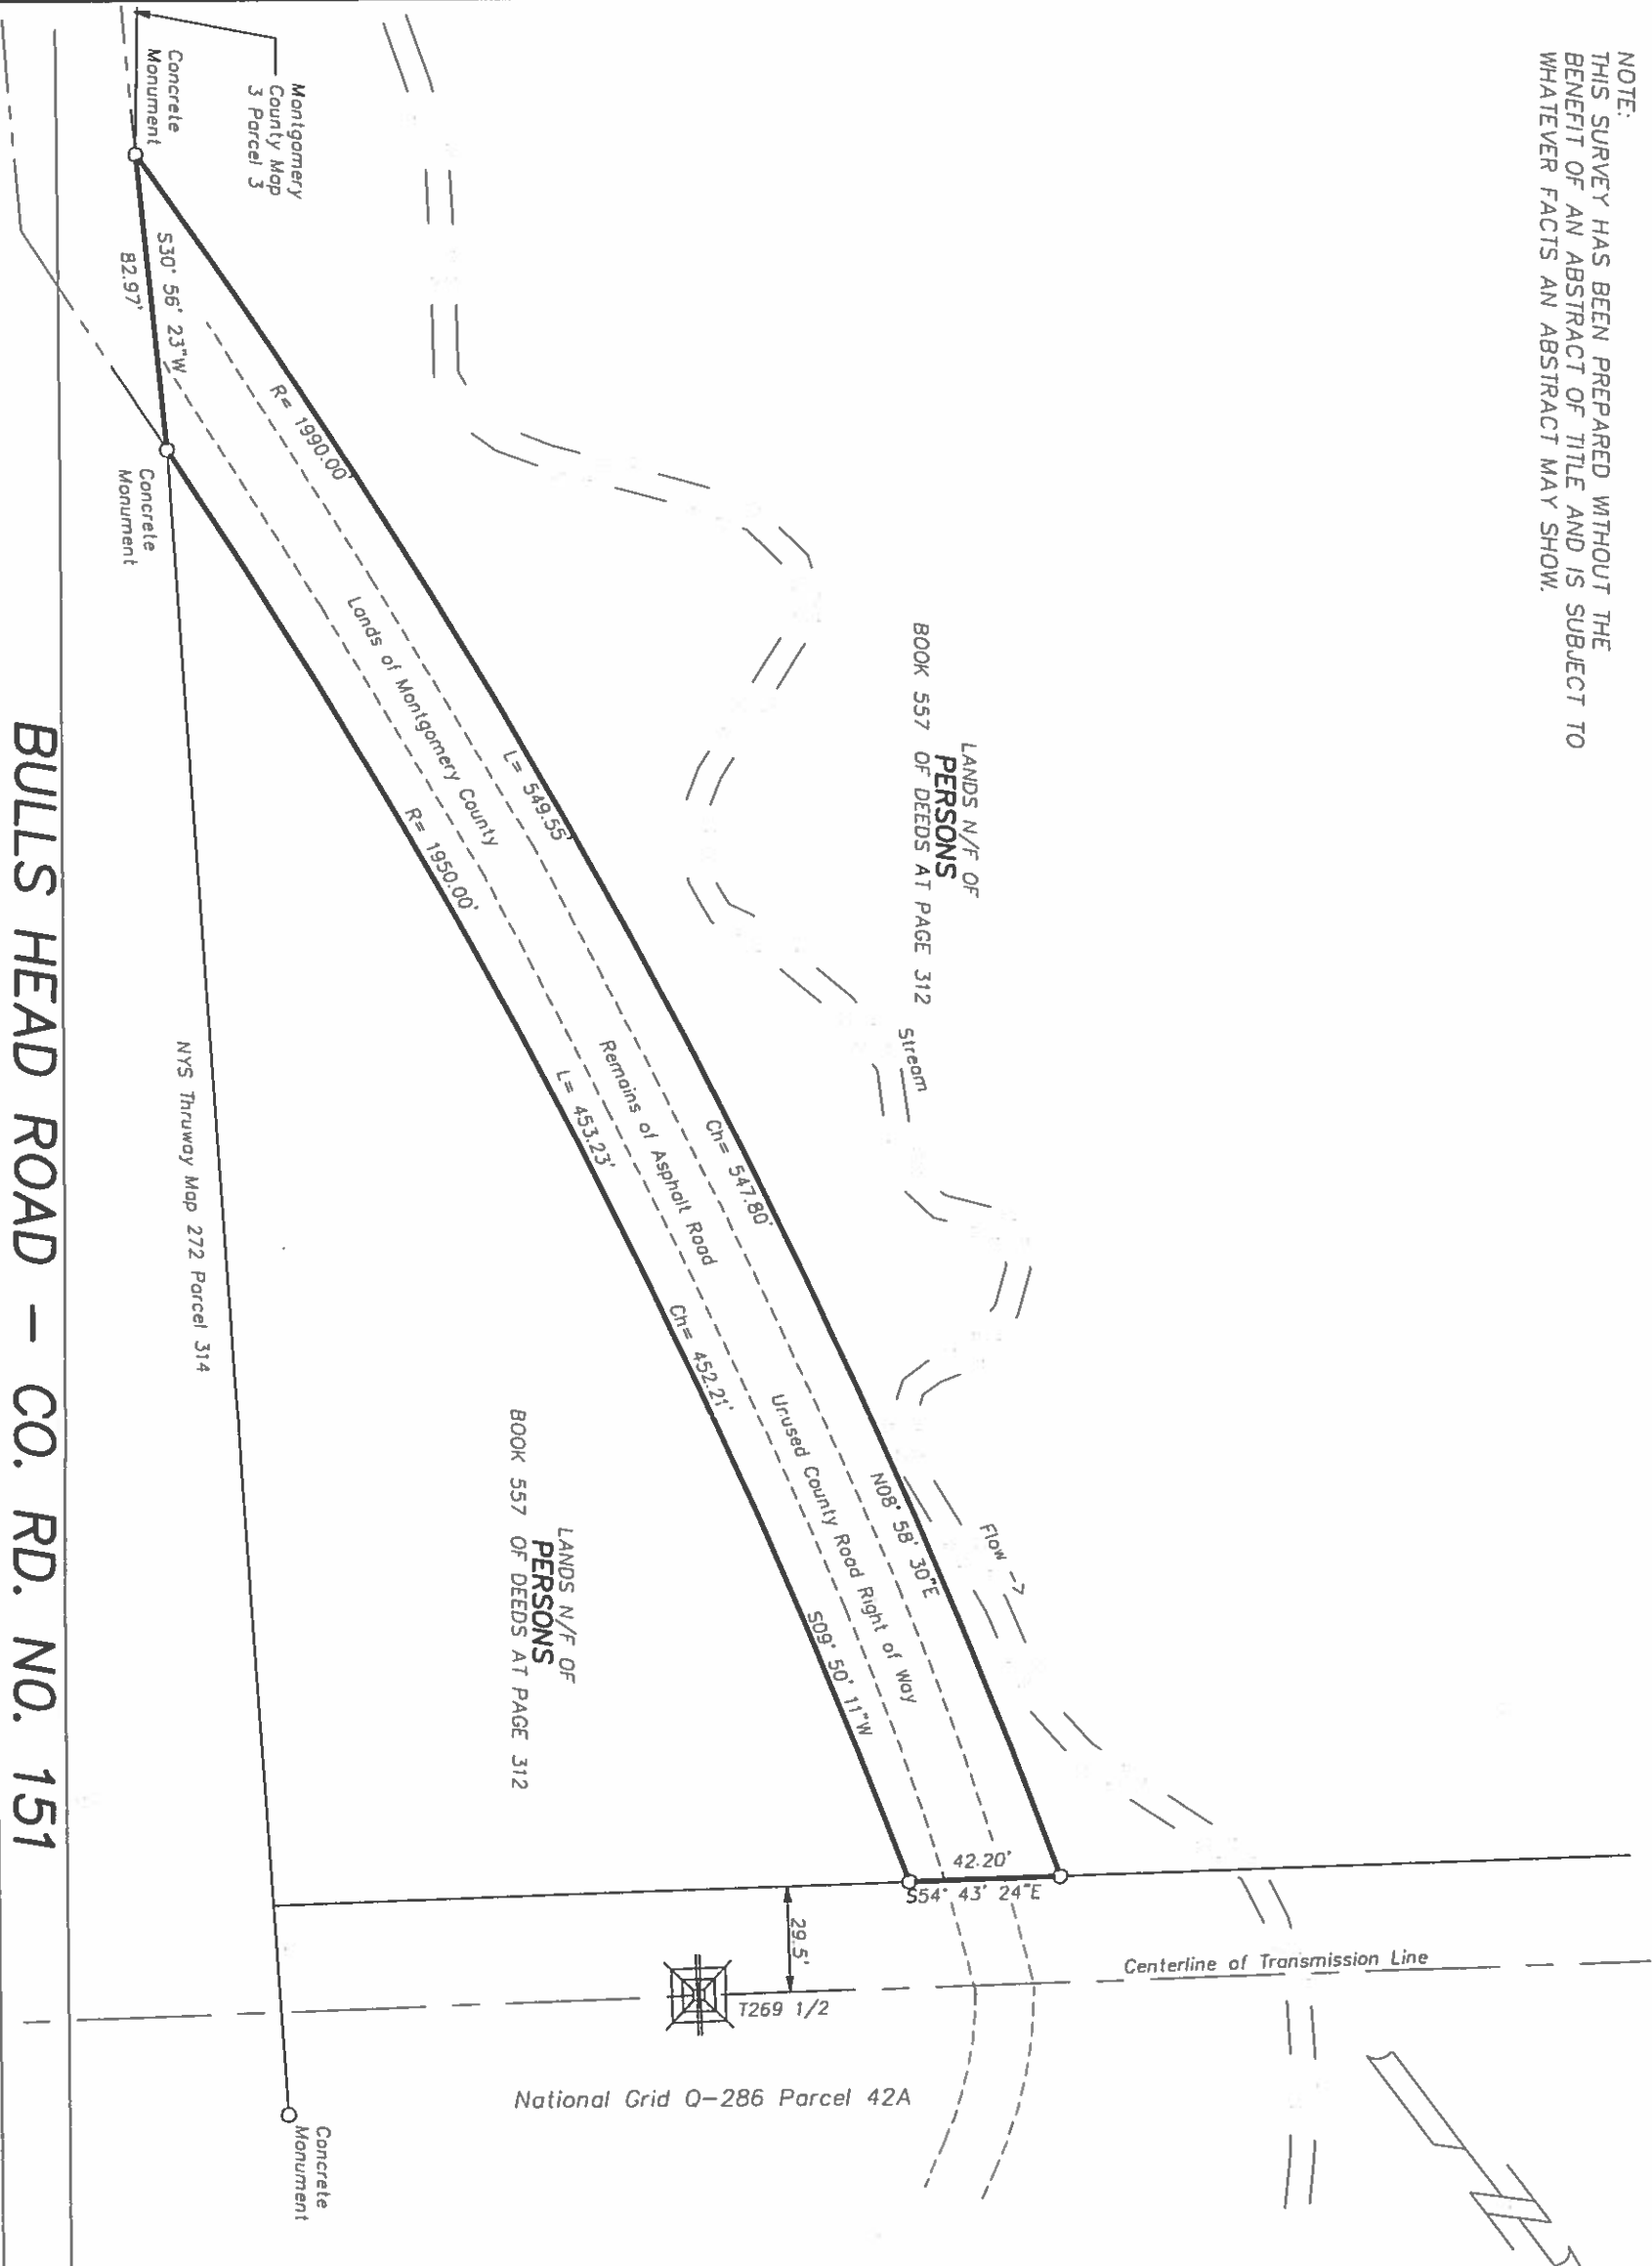 NOTE:
THIS SURVEY HAS BEEN PREPARED WITHOUT THE
BENEFIT OF AN ABSTRACT OF TITLE AND IS SUBJECT TO
WHATEVER FACTS AN ABSTRACT MAY SHOW.
LANDS N/F OF
PERSONS
BOOK 557 OF DEEDS AT PAGE 312
Stream
Flow ->
Montgomery
County Map
3 Parcel 3
Concrete
Monument
S30° 56' 23"W
82.97'
Concrete
Monument
R= 1990.00'
L= 549.55'
Ch= 547.80'
N08° 58' 30"E
Lands of Montgomery County
Remains of Asphalt Road
Unused County Road Right of Way
R= 1950.00'
L= 453.23'
Ch= 452.21'
S09° 50' 11"W
42.20'
S54° 43' 24"E
29.5'
T269 1/2
Centerline of Transmission Line
National Grid Q-286 Parcel 42A
LANDS N/F OF
PERSONS
BOOK 557 OF DEEDS AT PAGE 312
NYS Thruway Map 272 Parcel 314
Concrete
Monument
BULLS HEAD ROAD - CO. RD. NO. 151